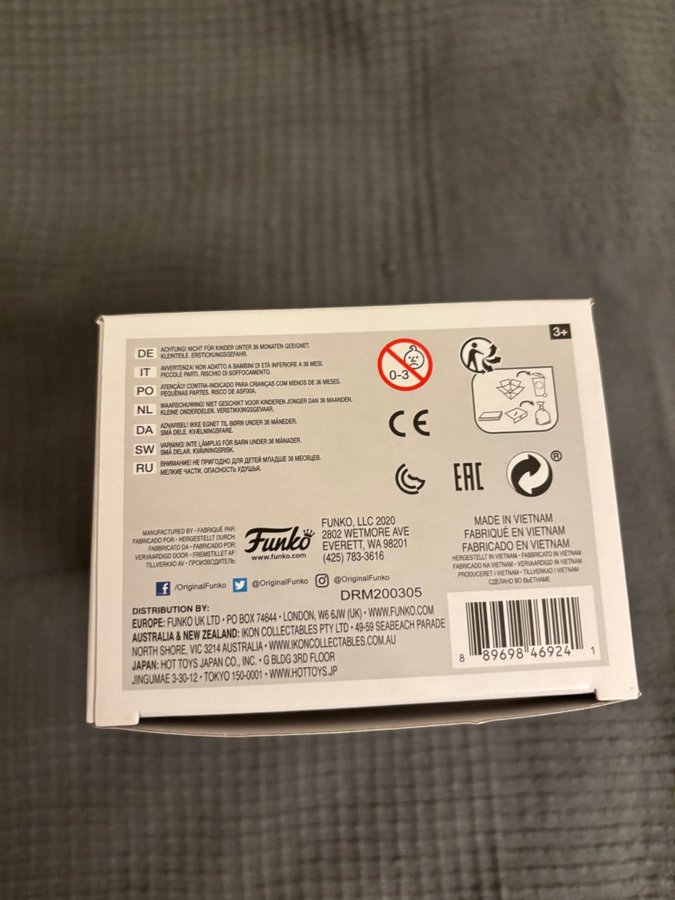 3+
DE ACHTUNG! NICHT FÜR KINDER UNTER 36 MONATEN GEEIGNET.
KLEINTEILE. ERSTICKUNGSGEFAHR.
IT AVVERTENZA! NON ADATTO A BAMBINI DI ETÀ INFERIORE A 36 MESI.
PICCOLE PARTI. RISCHIO DI SOFFOCAMENTO.
PO ATENÇÃO! CONTRA-INDICADO PARA CRIANÇAS COM MENOS DE 36 MESES.
PEQUENAS PARTES. RISCO DE ASFIXIA.
NL WAARSCHUWING! NIET GESCHIKT VOOR KINDEREN JONGER DAN 36 MAANDEN.
KLEINE ONDERDELEN. VERSTIKKINGSGEVAAR.
DA ADVARSEL! IKKE EGNET TIL BØRN UNDER 36 MÅNEDER.
SMÅ DELE. KVÆLNINGSFARE.
SW VARNING! INTE LÄMPLIG FÖR BARN UNDER 36 MÅNADER.
SMÅ DELAR. KVÄVNINGSRISK.
RU ВНИМАНИЕ! НЕ ПРИГОДНО ДЛЯ ДЕТЕЙ МЛАДШЕ 36 МЕСЯЦЕВ.
МЕЛКИЕ ЧАСТИ. ОПАСНОСТЬ УДУШЬЯ.
0-3
CE
EAC
®
MANUFACTURED BY • FABRIQUÉ PAR:
FABRICADO POR • HERGESTELLT DURCH:
FABBRICATO DA • FABRICADO POR:
VERVAARDIGD DOOR • FREMSTILLET AF:
TILLVERKAD AV • ПРОИЗВОДИТЕЛЬ:
Funko
www.funko.com
FUNKO, LLC 2020
2802 WETMORE AVE
EVERETT, WA 98201
(425) 783-3616
MADE IN VIETNAM
FABRIQUÉ EN VIETNAM
FABRICADO EN VIETNAM
HERGESTELLT IN VIETNAM • FABBRICATO IN VIETNAM
FABRICADO NA VIETNAM • VERVAARDIGD IN VIETNAM
PRODUCERET I VIETNAM • TILLVERKAD I VIETNAM
СДЕЛАНО ВО ВЬЕТНАМЕ
f /OriginalFunko @OriginalFunko @OriginalFunko
DRM200305
DISTRIBUTION BY:
EUROPE: FUNKO UK LTD • PO BOX 74644 • LONDON, W6 6JW (UK) • WWW.FUNKO.COM
AUSTRALIA & NEW ZEALAND: IKON COLLECTABLES PTY LTD • 49-59 SEABEACH PARADE
NORTH SHORE, VIC 3214 AUSTRALIA • WWW.IKONCOLLECTABLES.COM.AU
JAPAN: HOT TOYS JAPAN CO., INC. • G BLDG 3RD FLOOR
JINGUMAE 3-30-12 • TOKYO 150-0001 • WWW.HOTTOYS.JP
8 89698 46924 1